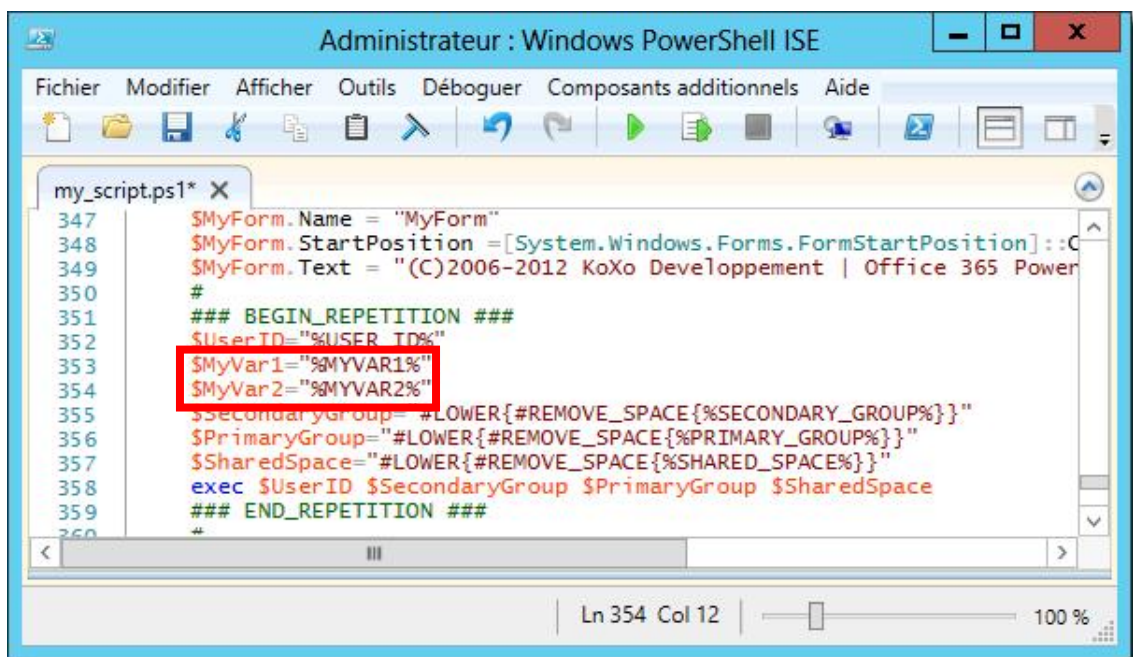 Administrateur : Windows PowerShell ISE
Fichier Modifier Afficher Outils Déboguer Composants additionnels Aide
my_script.ps1* X
347 $MyForm.Name = "MyForm"
348 $MyForm.StartPosition =[System.Windows.Forms.FormStartPosition]::C
349 $MyForm.Text = "(C)2006-2012 KoXo Developpement | Office 365 Power
350 #
351 ### BEGIN_REPETITION ###
352 $UserID="%USER_ID%"
353 $MyVar1="%MYVAR1%"
354 $MyVar2="%MYVAR2%"
355 $SecondaryGroup="#LOWER{#REMOVE_SPACE{%SECONDARY_GROUP%}}"
356 $PrimaryGroup="#LOWER{#REMOVE_SPACE{%PRIMARY_GROUP%}}"
357 $SharedSpace="#LOWER{#REMOVE_SPACE{%SHARED_SPACE%}}"
358 exec $UserID $SecondaryGroup $PrimaryGroup $SharedSpace
359 ### END_REPETITION ###
360 #
Ln 354 Col 12 100 %